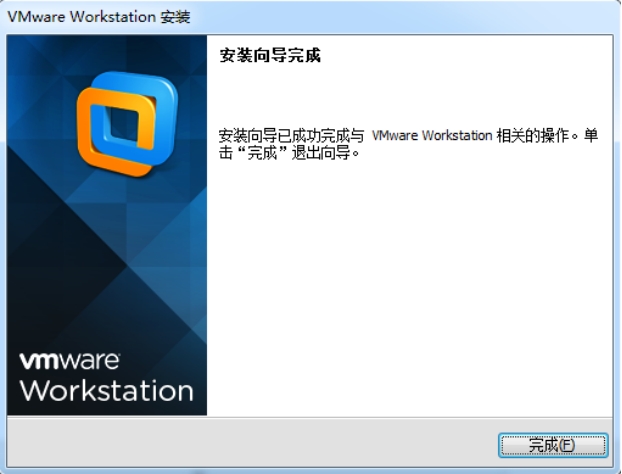 VMware Workstation 安装
安装向导完成
安装向导已成功完成与 VMware Workstation 相关的操作。单
击“完成”退出向导。
vmware
Workstation
完成(F)